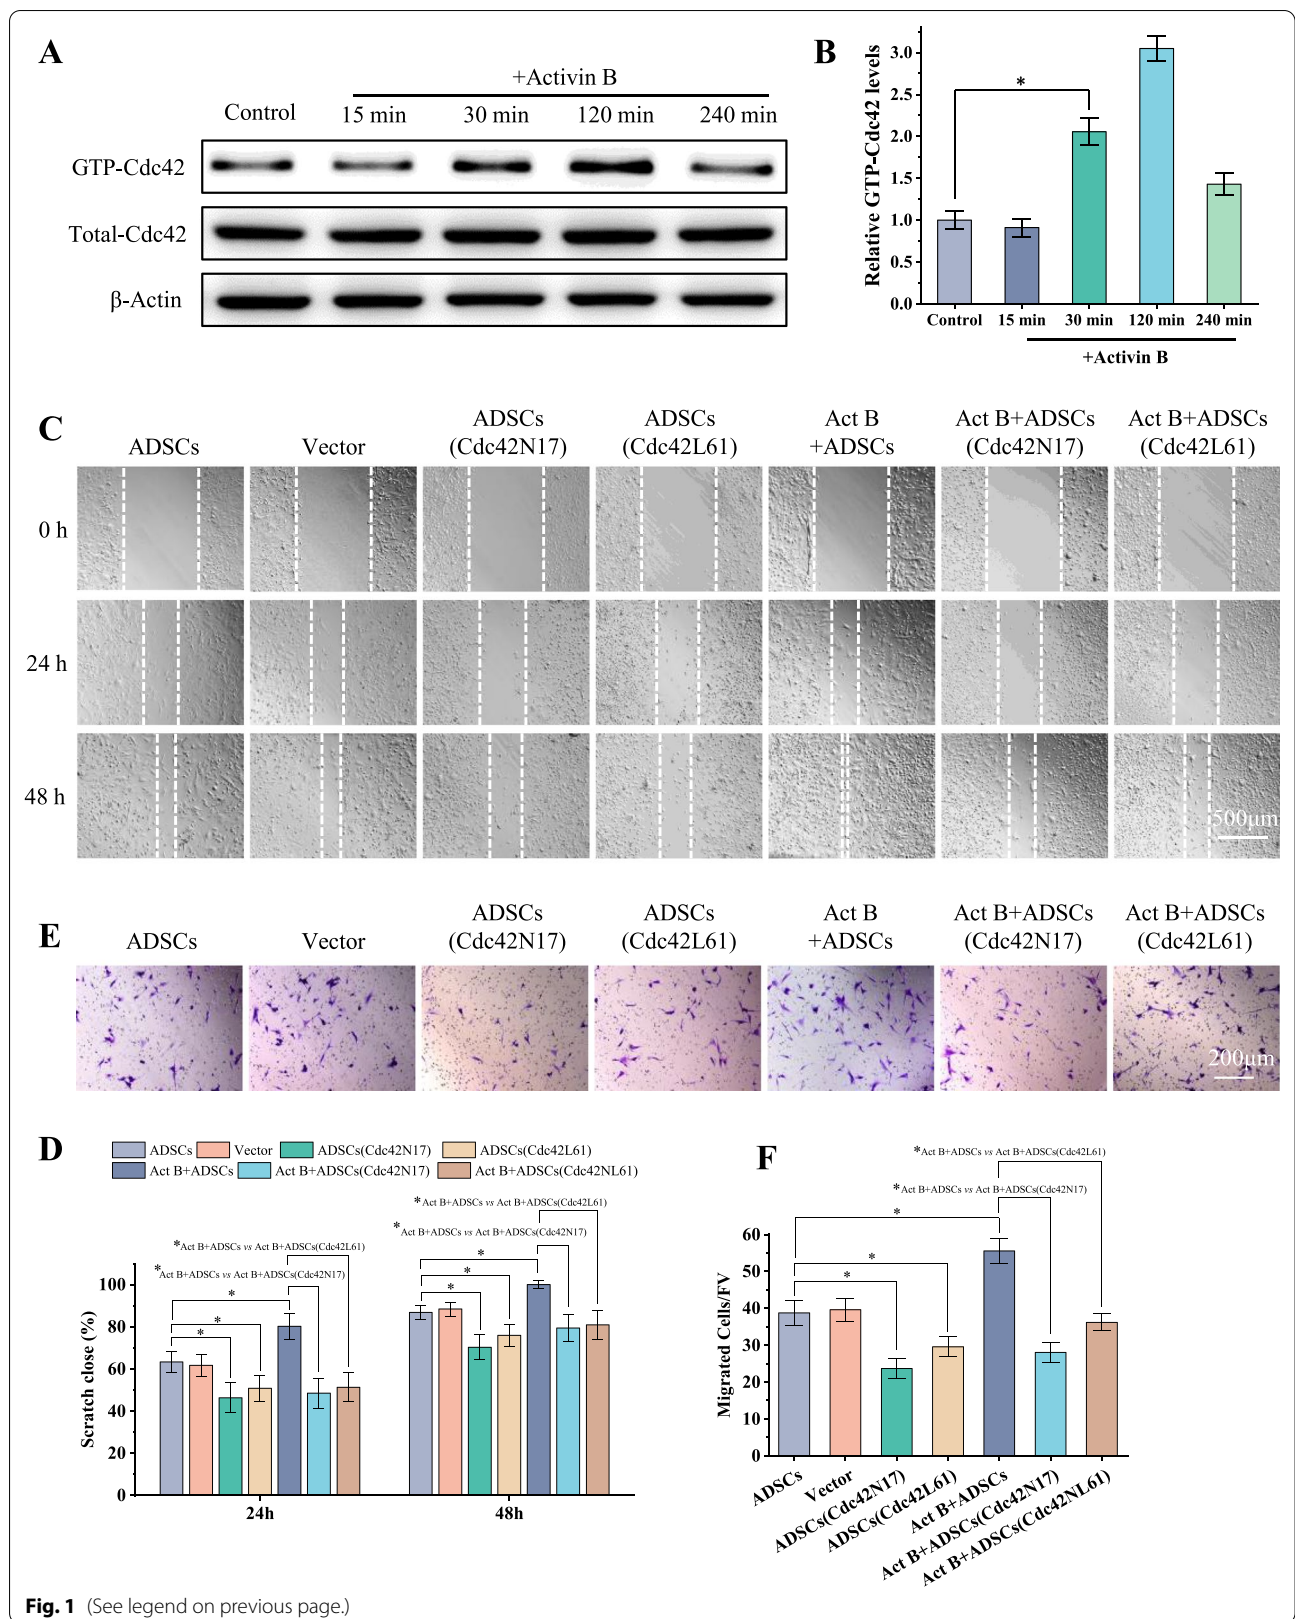 A
+Activin B
Control 15 min 30 min 120 min 240 min
GTP-Cdc42
Total-Cdc42
β-Actin
B
Relative GTP-Cdc42 levels
3.0
2.5
2.0
1.5
1.0
0.5
0.0
*
Control 15 min 30 min 120 min 240 min
+Activin B
C
ADSCs
Vector
ADSCs
(Cdc42N17)
ADSCs
(Cdc42L61)
Act B
+ADSCs
Act B+ADSCs
(Cdc42N17)
Act B+ADSCs
(Cdc42L61)
0 h
24 h
48 h
500μm
E
ADSCs
Vector
ADSCs
(Cdc42N17)
ADSCs
(Cdc42L61)
Act B
+ADSCs
Act B+ADSCs
(Cdc42N17)
Act B+ADSCs
(Cdc42L61)
200μm
D
ADSCs Vector ADSCs(Cdc42N17) ADSCs(Cdc42L61)
Act B+ADSCs Act B+ADSCs(Cdc42N17) Act B+ADSCs(Cdc42NL61)
*Act B+ADSCs vs Act B+ADSCs(Cdc42L61)
*Act B+ADSCs vs Act B+ADSCs(Cdc42N17)
*
*
*
*Act B+ADSCs vs Act B+ADSCs(Cdc42L61)
*Act B+ADSCs vs Act B+ADSCs(Cdc42N17)
*
*
*
Scratch close (%)
100
80
60
40
20
0
24h 48h
F
*Act B+ADSCs vs Act B+ADSCs(Cdc42L61)
*Act B+ADSCs vs Act B+ADSCs(Cdc42N17)
*
*
*
Migrated Cells/FV
60
50
40
30
20
10
0
ADSCs
Vector
ADSCs(Cdc42N17)
ADSCs(Cdc42L61)
Act B+ADSCs
Act B+ADSCs(Cdc42N17)
Act B+ADSCs(Cdc42NL61)
Fig. 1 (See legend on previous page.)